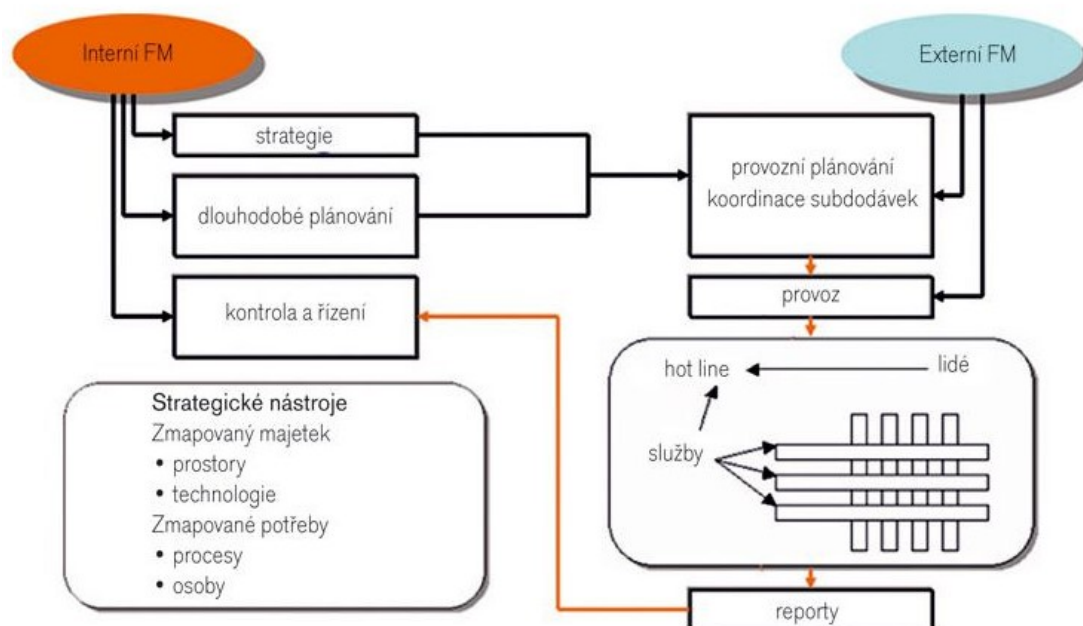 Interní FM
Externí FM
strategie
dlouhodobé plánování
kontrola a řízení
provozní plánování
koordinace subdodávek
provoz
hot line
lidé
služby
reporty
Strategické nástroje
Zmapovaný majetek
• prostory
• technologie
Zmapované potřeby
• procesy
• osoby